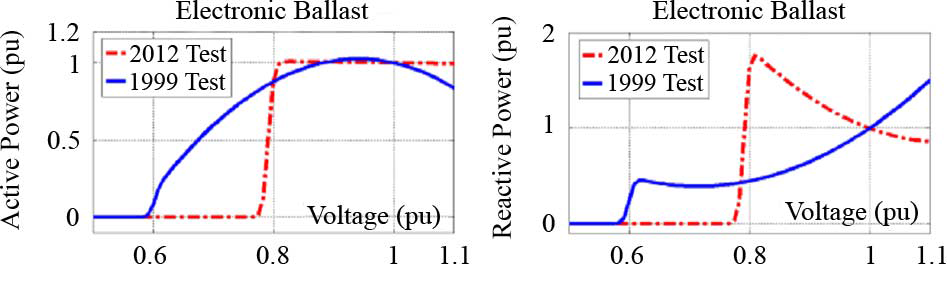 Electronic Ballast
Active Power (pu)
1.2
1
0.5
0
2012 Test
1999 Test
Voltage (pu)
0.6 0.8 1 1.1
Electronic Ballast
Reactive Power (pu)
2
1
0
2012 Test
1999 Test
Voltage (pu)
0.6 0.8 1 1.1